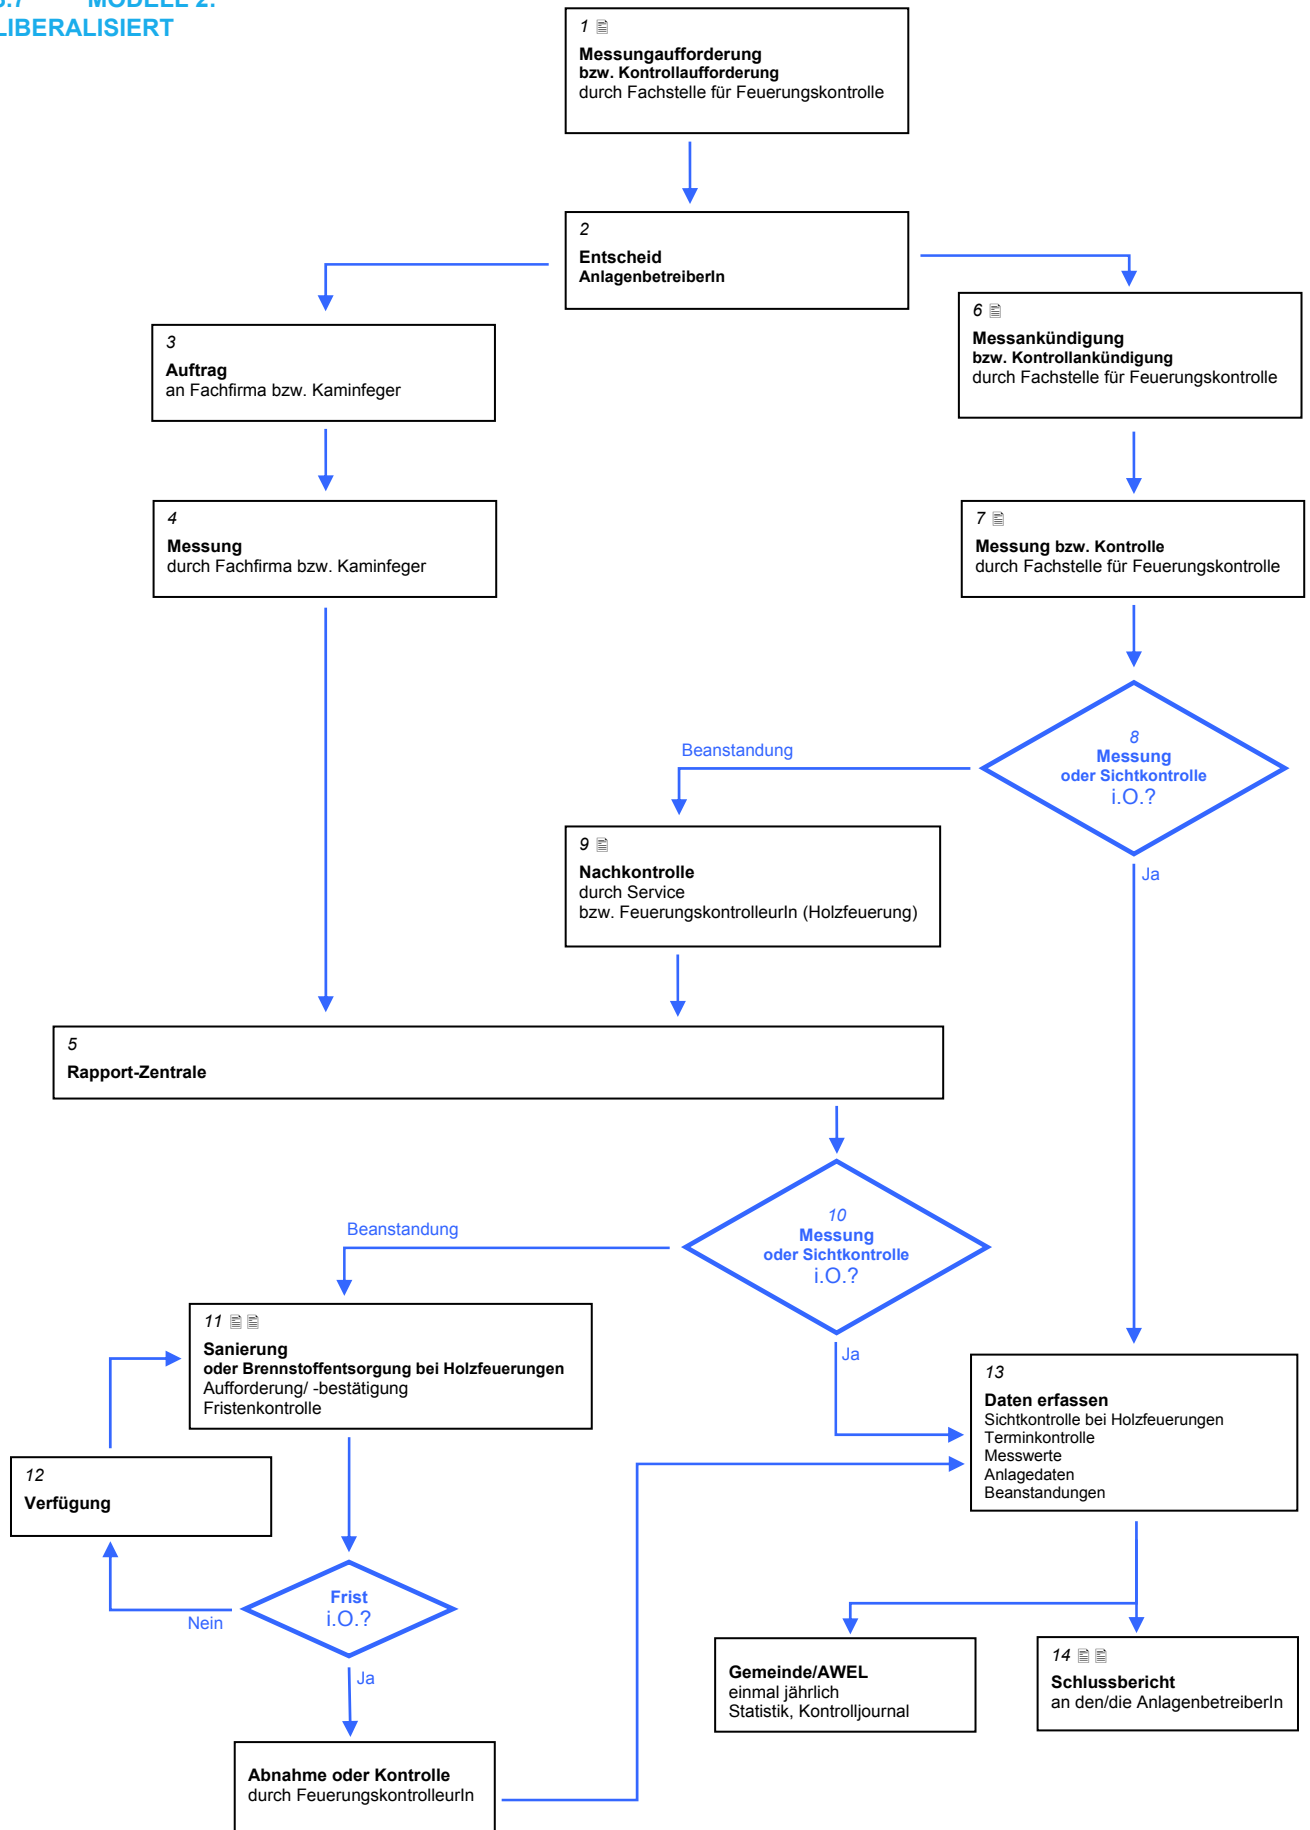 MODELL 2:
LIBERALISIERT
1
Messungaufforderung
bzw. Kontrollaufforderung
durch Fachstelle für Feuerungskontrolle
2
Entscheid
AnlagenbetreiberIn
3
Auftrag
an Fachfirma bzw. Kaminfeger
6
Messankündigung
bzw. Kontrollankündigung
durch Fachstelle für Feuerungskontrolle
4
Messung
durch Fachfirma bzw. Kaminfeger
7
Messung bzw. Kontrolle
durch Fachstelle für Feuerungskontrolle
8
Messung
oder Sichtkontrolle
i.O.?
Beanstandung
Ja
9
Nachkontrolle
durch Service
bzw. FeuerungskontrolleurIn (Holzfeuerung)
5
Rapport-Zentrale
10
Messung
oder Sichtkontrolle
i.O.?
Beanstandung
Ja
11
Sanierung
oder Brennstoffentsorgung bei Holzfeuerungen
Aufforderung/ -bestätigung
Fristenkontrolle
13
Daten erfassen
Sichtkontrolle bei Holzfeuerungen
Terminkontrolle
Messwerte
Anlagedaten
Beanstandungen
12
Verfügung
Frist
i.O.?
Nein
Ja
Gemeinde/AWEL
einmal jährlich
Statistik, Kontrolljournal
14
Schlussbericht
an den/die AnlagenbetreiberIn
Abnahme oder Kontrolle
durch FeuerungskontrolleurIn